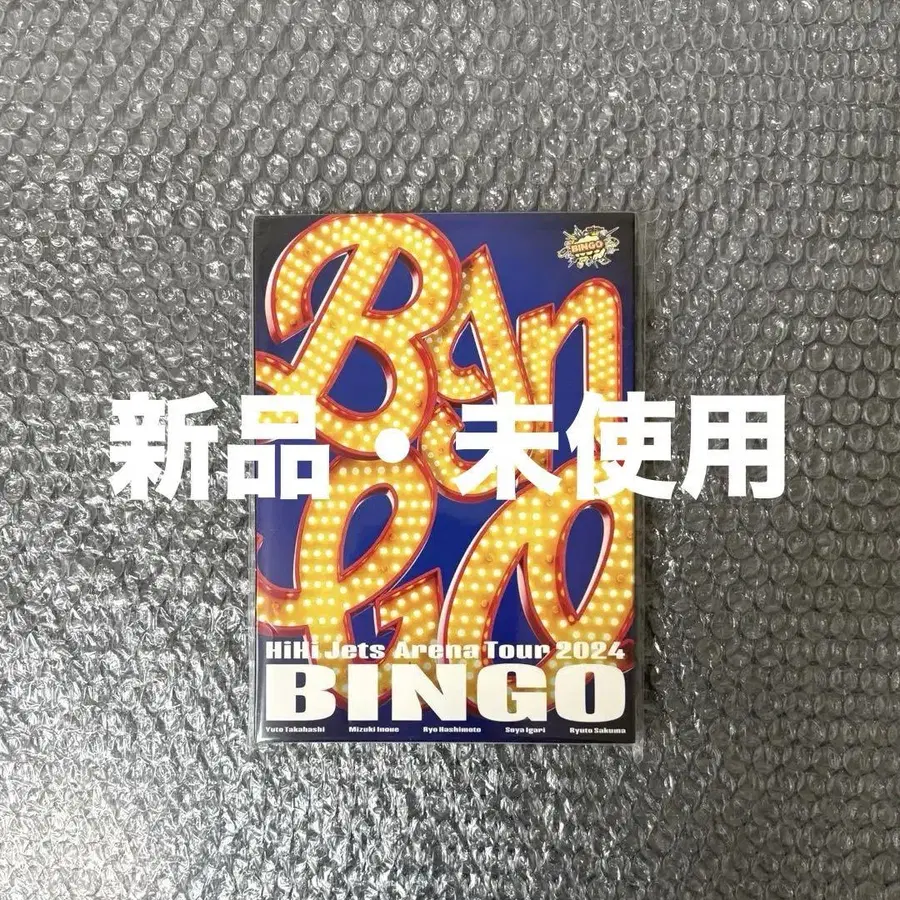 BINGO
新品・未使用
HiHi Jets Arena Tour 2024
BINGO
Yuto Takahashi Mizuki Inoue Ryo Hashimoto Soya Igari Ryuto Sakuma